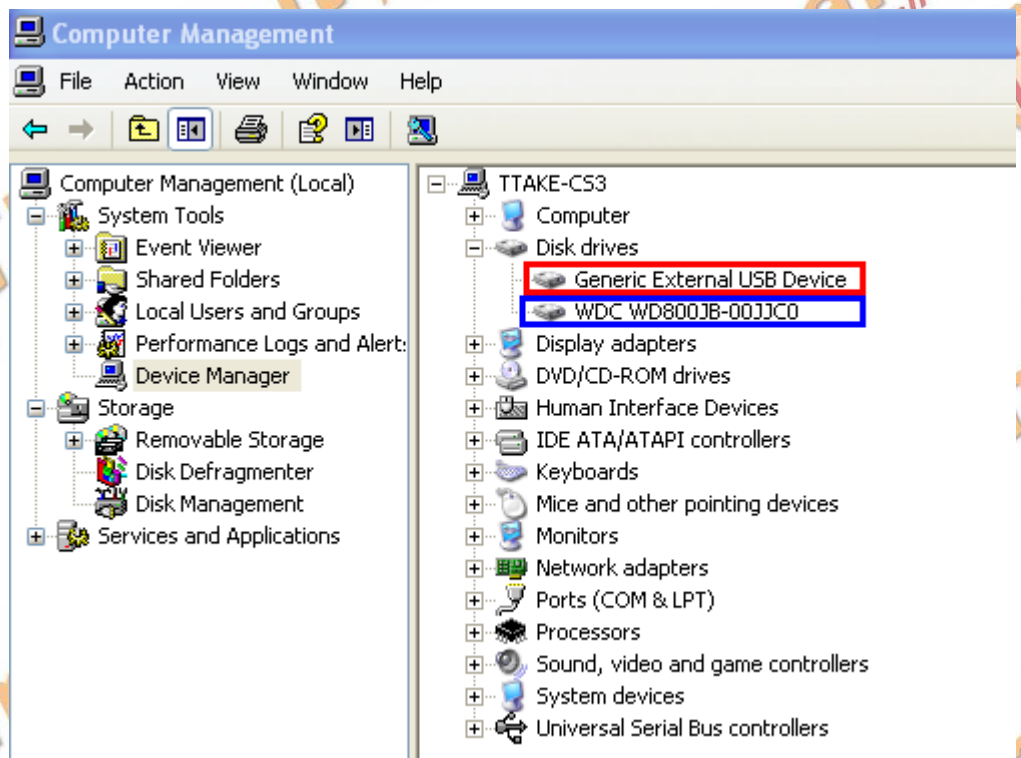 Computer Management
File Action View Window Help
Computer Management (Local)
System Tools
Event Viewer
Shared Folders
Local Users and Groups
Performance Logs and Alert:
Device Manager
Storage
Removable Storage
Disk Defragmenter
Disk Management
Services and Applications
TTAKE-CS3
Computer
Disk drives
Generic External USB Device
WDC WD800JB-00JJC0
Display adapters
DVD/CD-ROM drives
Human Interface Devices
IDE ATA/ATAPI controllers
Keyboards
Mice and other pointing devices
Monitors
Network adapters
Ports (COM & LPT)
Processors
Sound, video and game controllers
System devices
Universal Serial Bus controllers